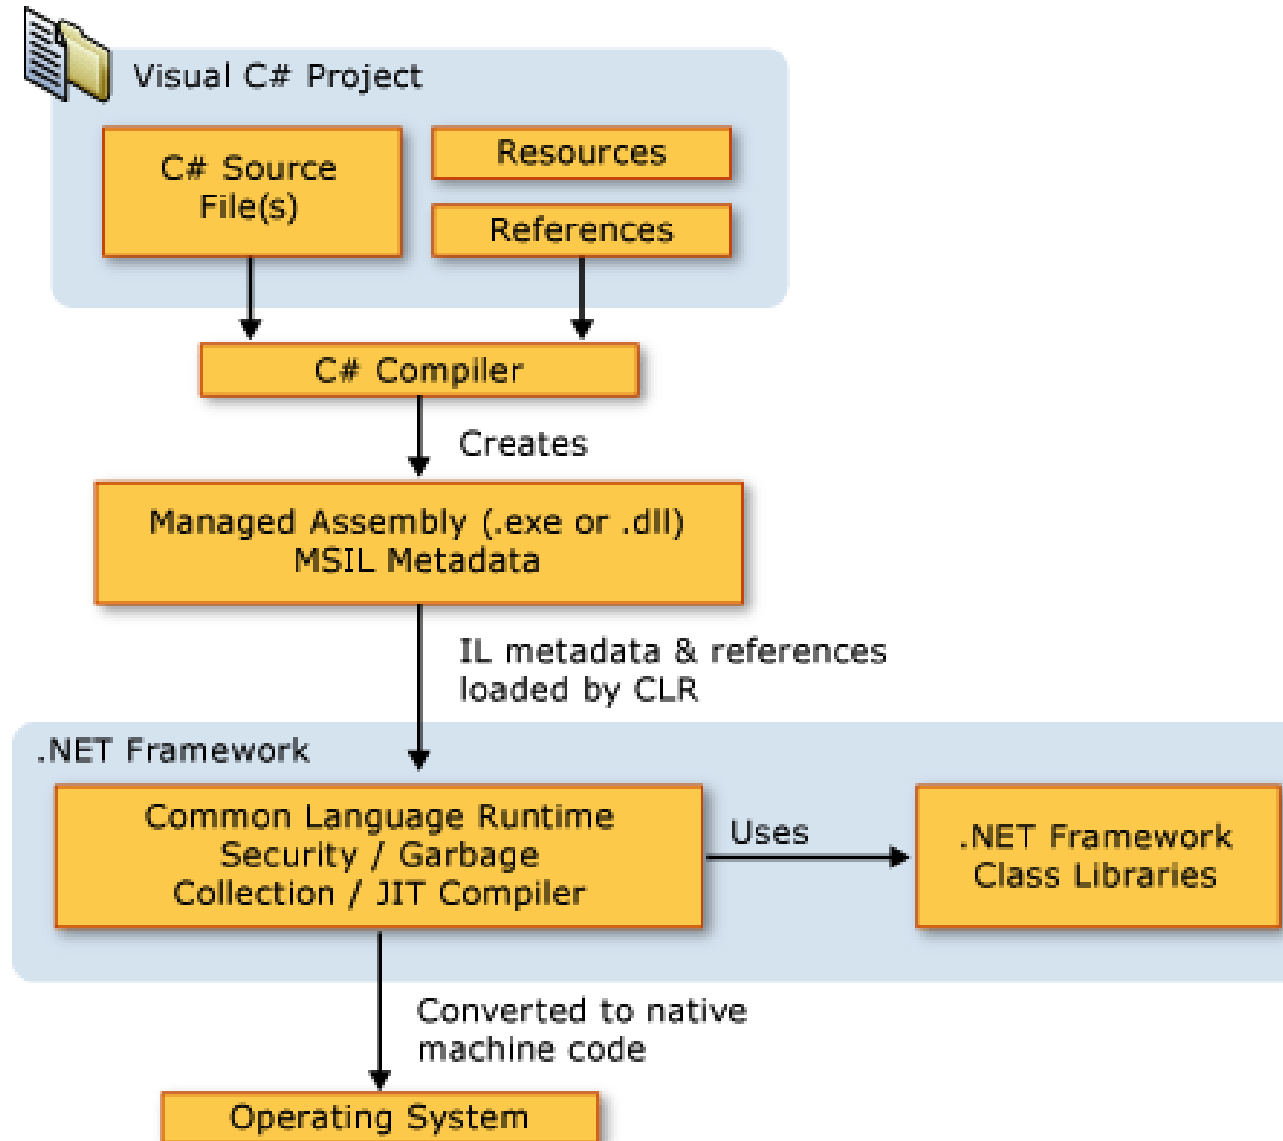 Visual C# Project
C# Source
File(s)
Resources
References
C# Compiler
Creates
Managed Assembly (.exe or .dll)
MSIL Metadata
IL metadata & references
loaded by CLR
.NET Framework
Common Language Runtime
Security / Garbage
Collection / JIT Compiler
Uses
.NET Framework
Class Libraries
Converted to native
machine code
Operating System